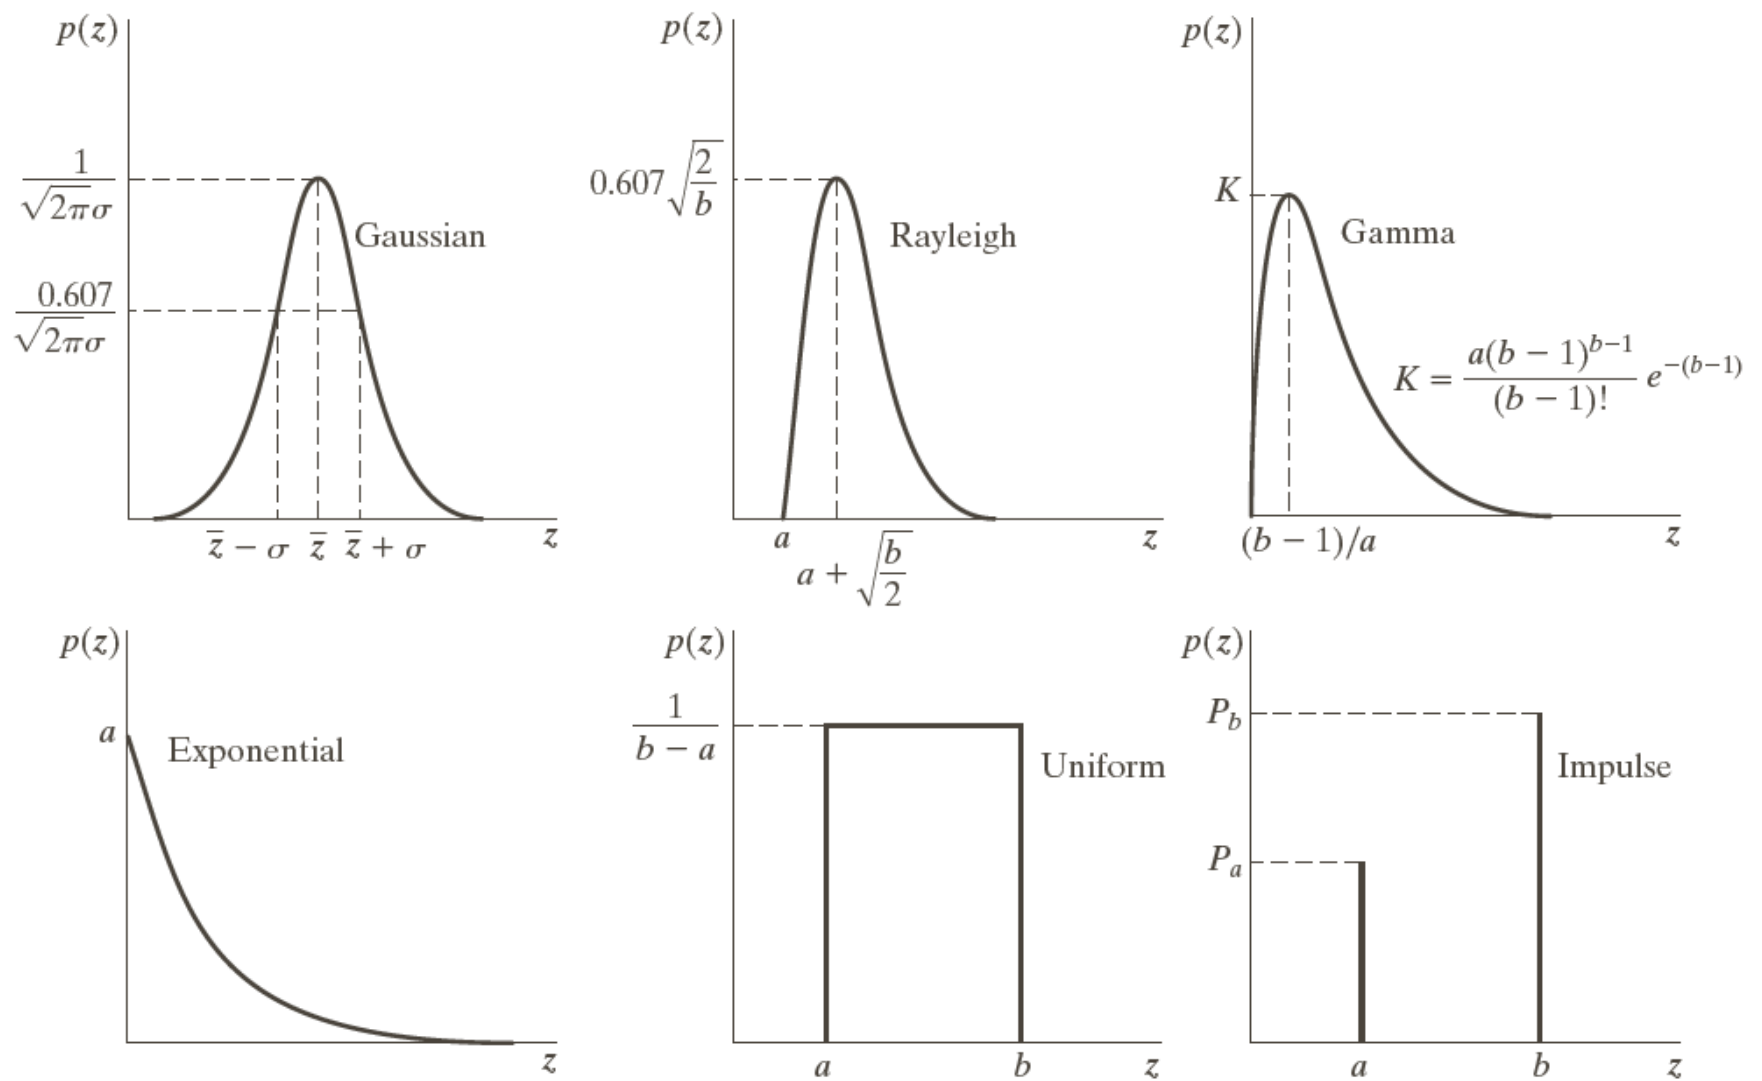 p(z)
1/√2πσ
Gaussian
0.607/√2πσ
z̄ − σ z̄ z̄ + σ z
p(z)
0.607 √2/b
Rayleigh
a z
a + √b/2
p(z)
K
Gamma
K = a(b − 1)^{b−1}/(b − 1)! e^{−(b−1)}
(b − 1)/a z
p(z)
a
Exponential
z
p(z)
1/b − a
Uniform
a b z
p(z)
P_b
Impulse
P_a
a b z